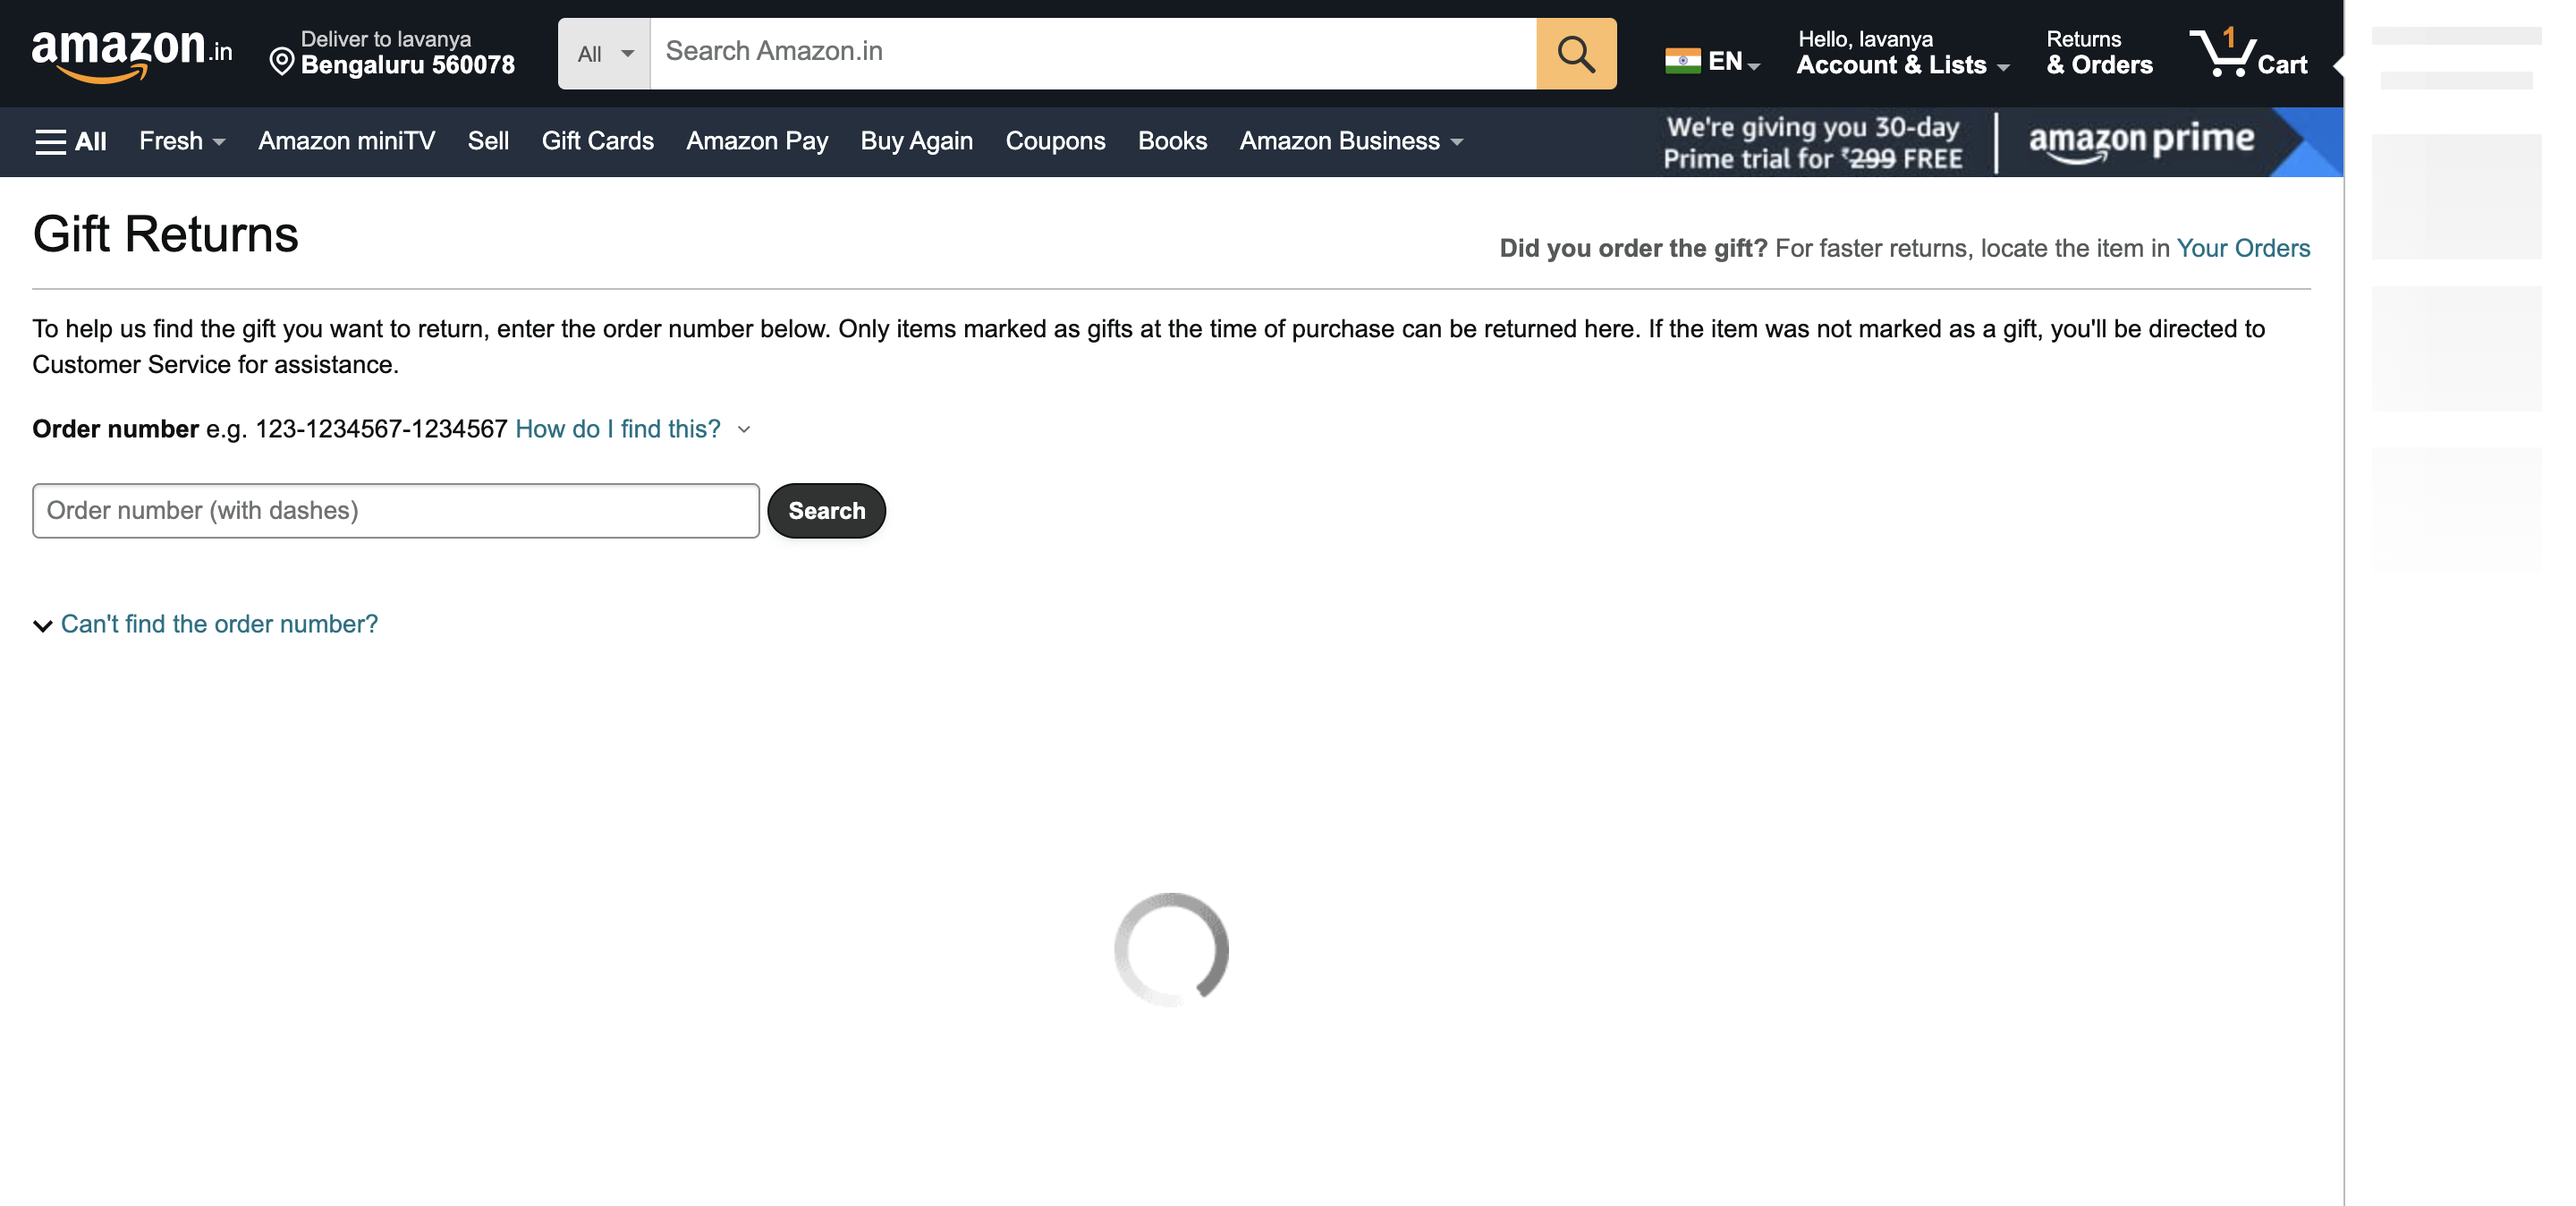 amazon.in
Deliver to lavanya
Bengaluru 560078
All
Search Amazon.in
EN
Hello, lavanya
Account & Lists
Returns
& Orders
1
Cart
All
Fresh
Amazon miniTV
Sell
Gift Cards
Amazon Pay
Buy Again
Coupons
Books
Amazon Business
We're giving you 30-day
Prime trial for ₹299 FREE
amazon prime
Gift Returns
Did you order the gift? For faster returns, locate the item in Your Orders
To help us find the gift you want to return, enter the order number below. Only items marked as gifts at the time of purchase can be returned here. If the item was not marked as a gift, you'll be directed to
Customer Service for assistance.
Order number e.g. 123-1234567-1234567 How do I find this?
Order number (with dashes)
Search
Can't find the order number?